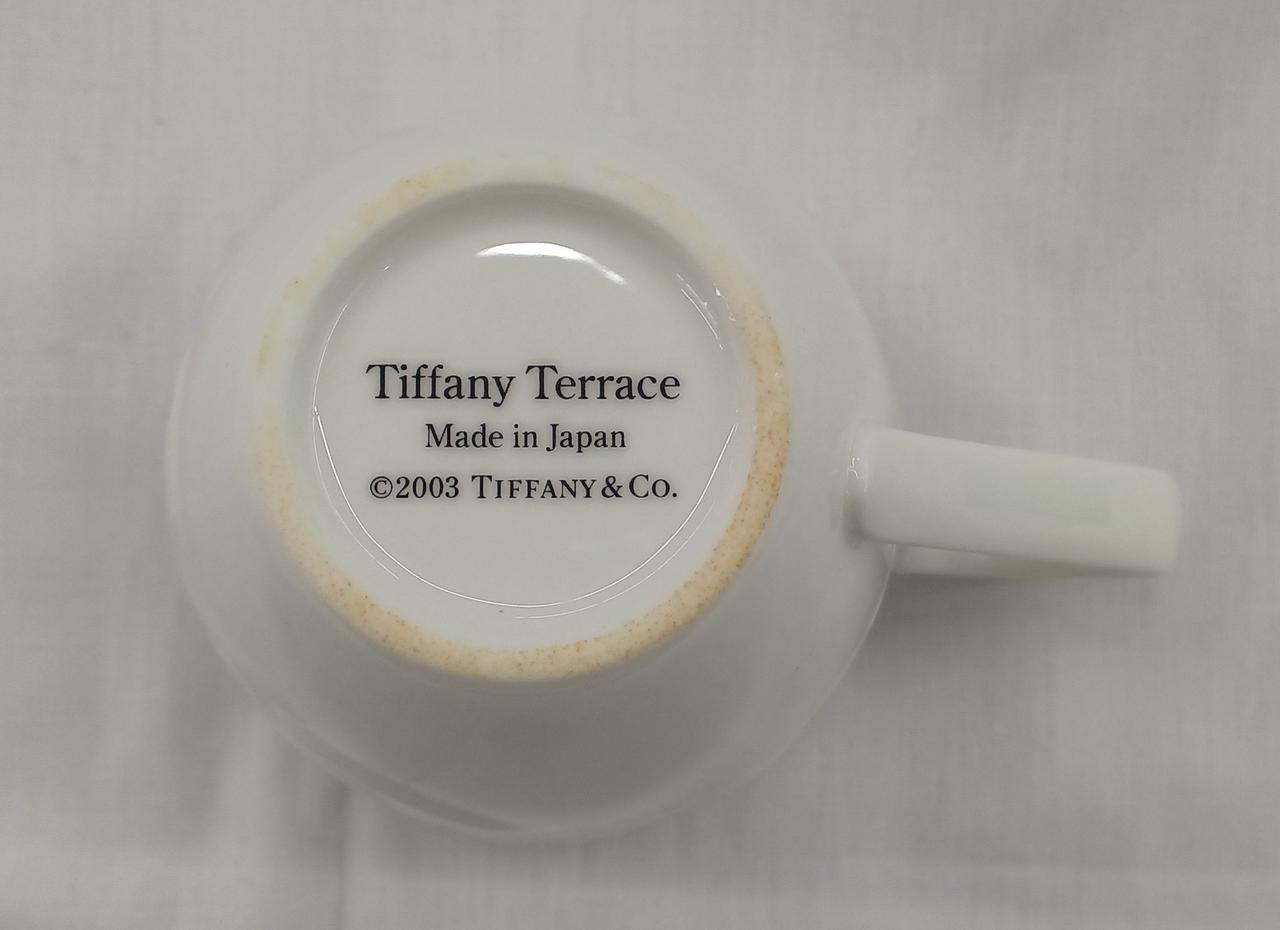 Tiffany Terrace
Made in Japan
©2003 TIFFANY & CO.